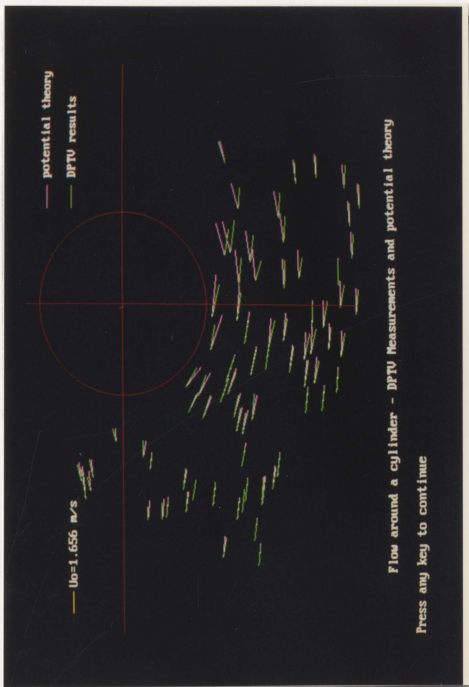 potential theory
DPTV results
Uo=1.656 m/s
Flow around a cylinder - DPTV Measurements and potential theory
Press any key to continue